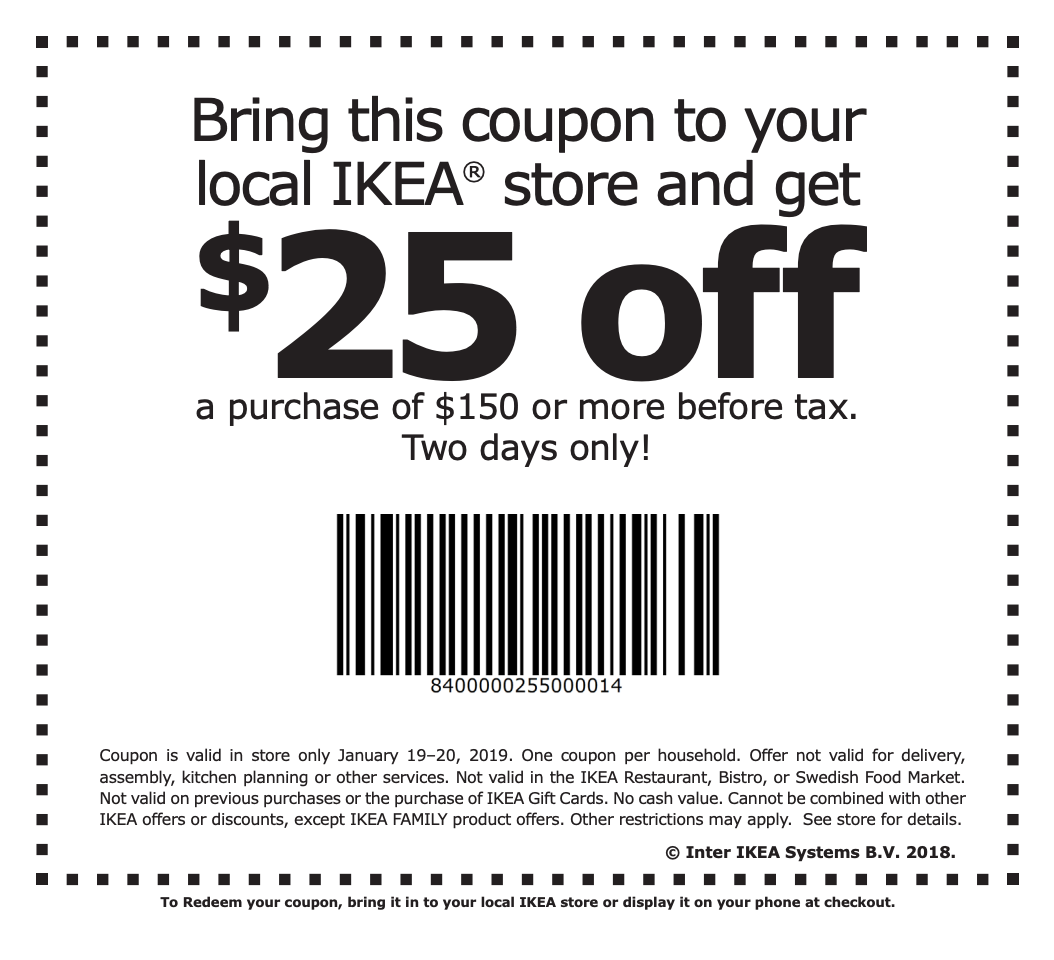 Bring this coupon to your
local IKEA® store and get
$25 off
a purchase of $150 or more before tax.
Two days only!
8400000255000014
Coupon is valid in store only January 19–20, 2019. One coupon per household. Offer not valid for delivery,
assembly, kitchen planning or other services. Not valid in the IKEA Restaurant, Bistro, or Swedish Food Market.
Not valid on previous purchases or the purchase of IKEA Gift Cards. No cash value. Cannot be combined with other
IKEA offers or discounts, except IKEA FAMILY product offers. Other restrictions may apply.  See store for details.
© Inter IKEA Systems B.V. 2018.
To Redeem your coupon, bring it in to your local IKEA store or display it on your phone at checkout.